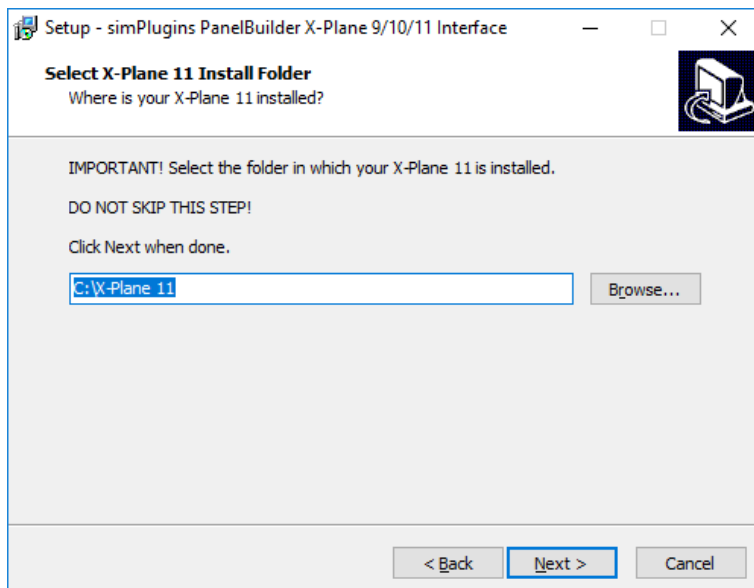 Setup - simPlugins PanelBuilder X-Plane 9/10/11 Interface
Select X-Plane 11 Install Folder
Where is your X-Plane 11 installed?
IMPORTANT! Select the folder in which your X-Plane 11 is installed.
DO NOT SKIP THIS STEP!
Click Next when done.
C:\X-Plane 11
Browse...
< Back
Next >
Cancel